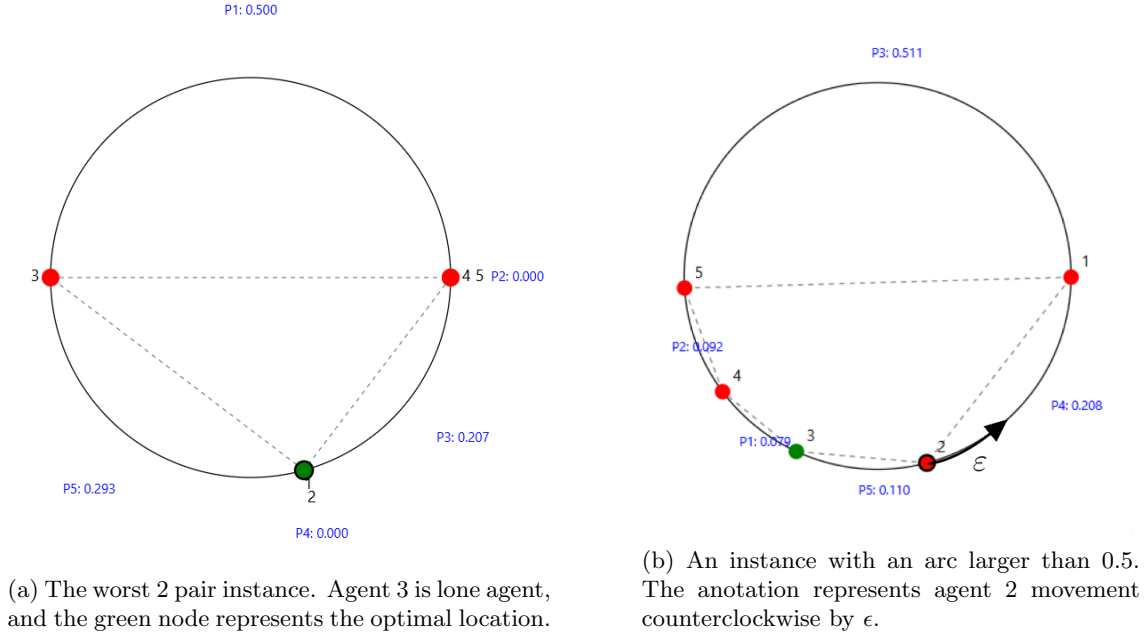 P1: 0.500
3
4 5 P2: 0.000
P3: 0.207
P5: 0.293
1
2
P4: 0.000
(a) The worst 2 pair instance. Agent 3 is lone agent,
and the green node represents the optimal location.
P3: 0.511
1
5
P2: 0.092
4
P4: 0.208
P1: 0.079
3
2
ε
P5: 0.110
(b) An instance with an arc larger than 0.5.
The anotation represents agent 2 movement
counterclockwise by ϵ.